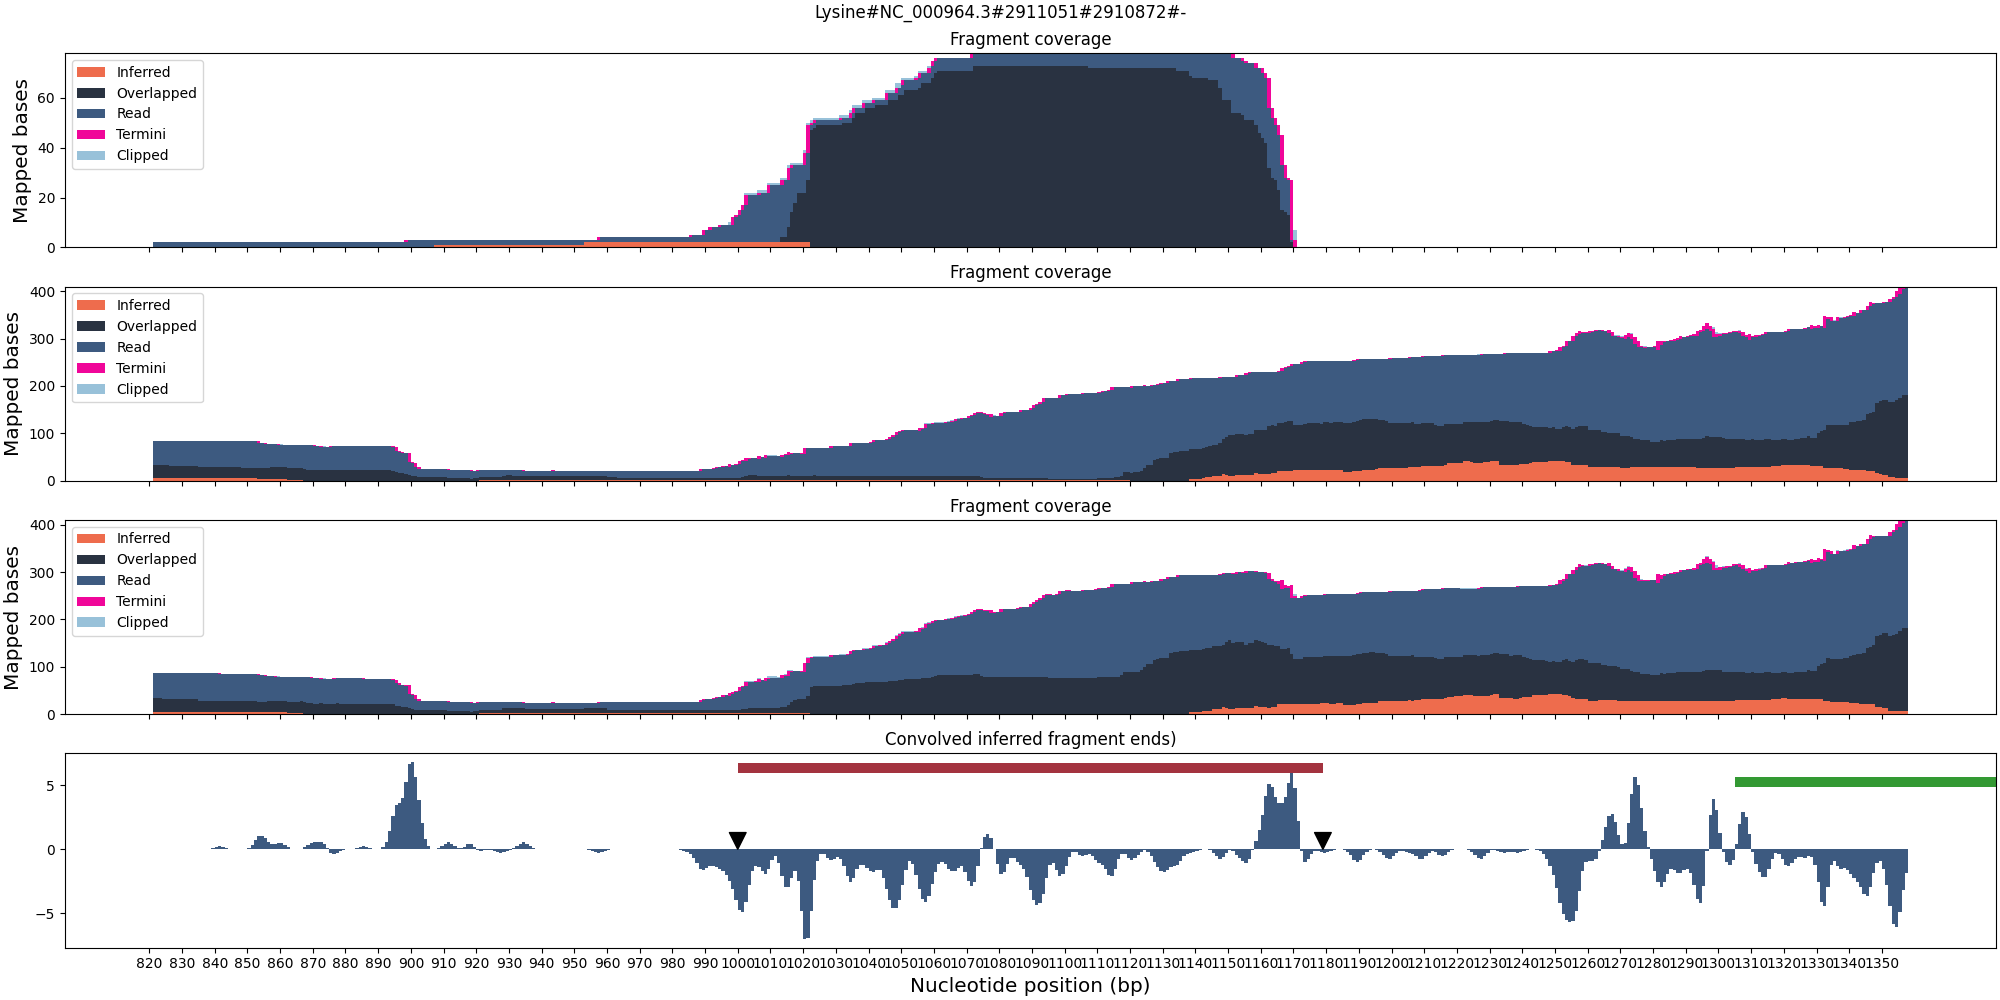 Lysine#NC_000964.3#2911051#2910872#-
Fragment coverage
Mapped bases
60
40
20
0
Inferred
Overlapped
Read
Termini
Clipped
Fragment coverage
Mapped bases
400
300
200
100
0
Inferred
Overlapped
Read
Termini
Clipped
Fragment coverage
Mapped bases
400
300
200
100
0
Inferred
Overlapped
Read
Termini
Clipped
Convolved inferred fragment ends)
5
0
−5
820 830 840 850 860 870 880 890 900 910 920 930 940 950 960 970 980 990 1000 1010 1020 1030 1040 1050 1060 1070 1080 1090 1100 1110 1120 1130 1140 1150 1160 1170 1180 1190 1200 1210 1220 1230 1240 1250 1260 1270 1280 1290 1300 1310 1320 1330 1340 1350
Nucleotide position (bp)